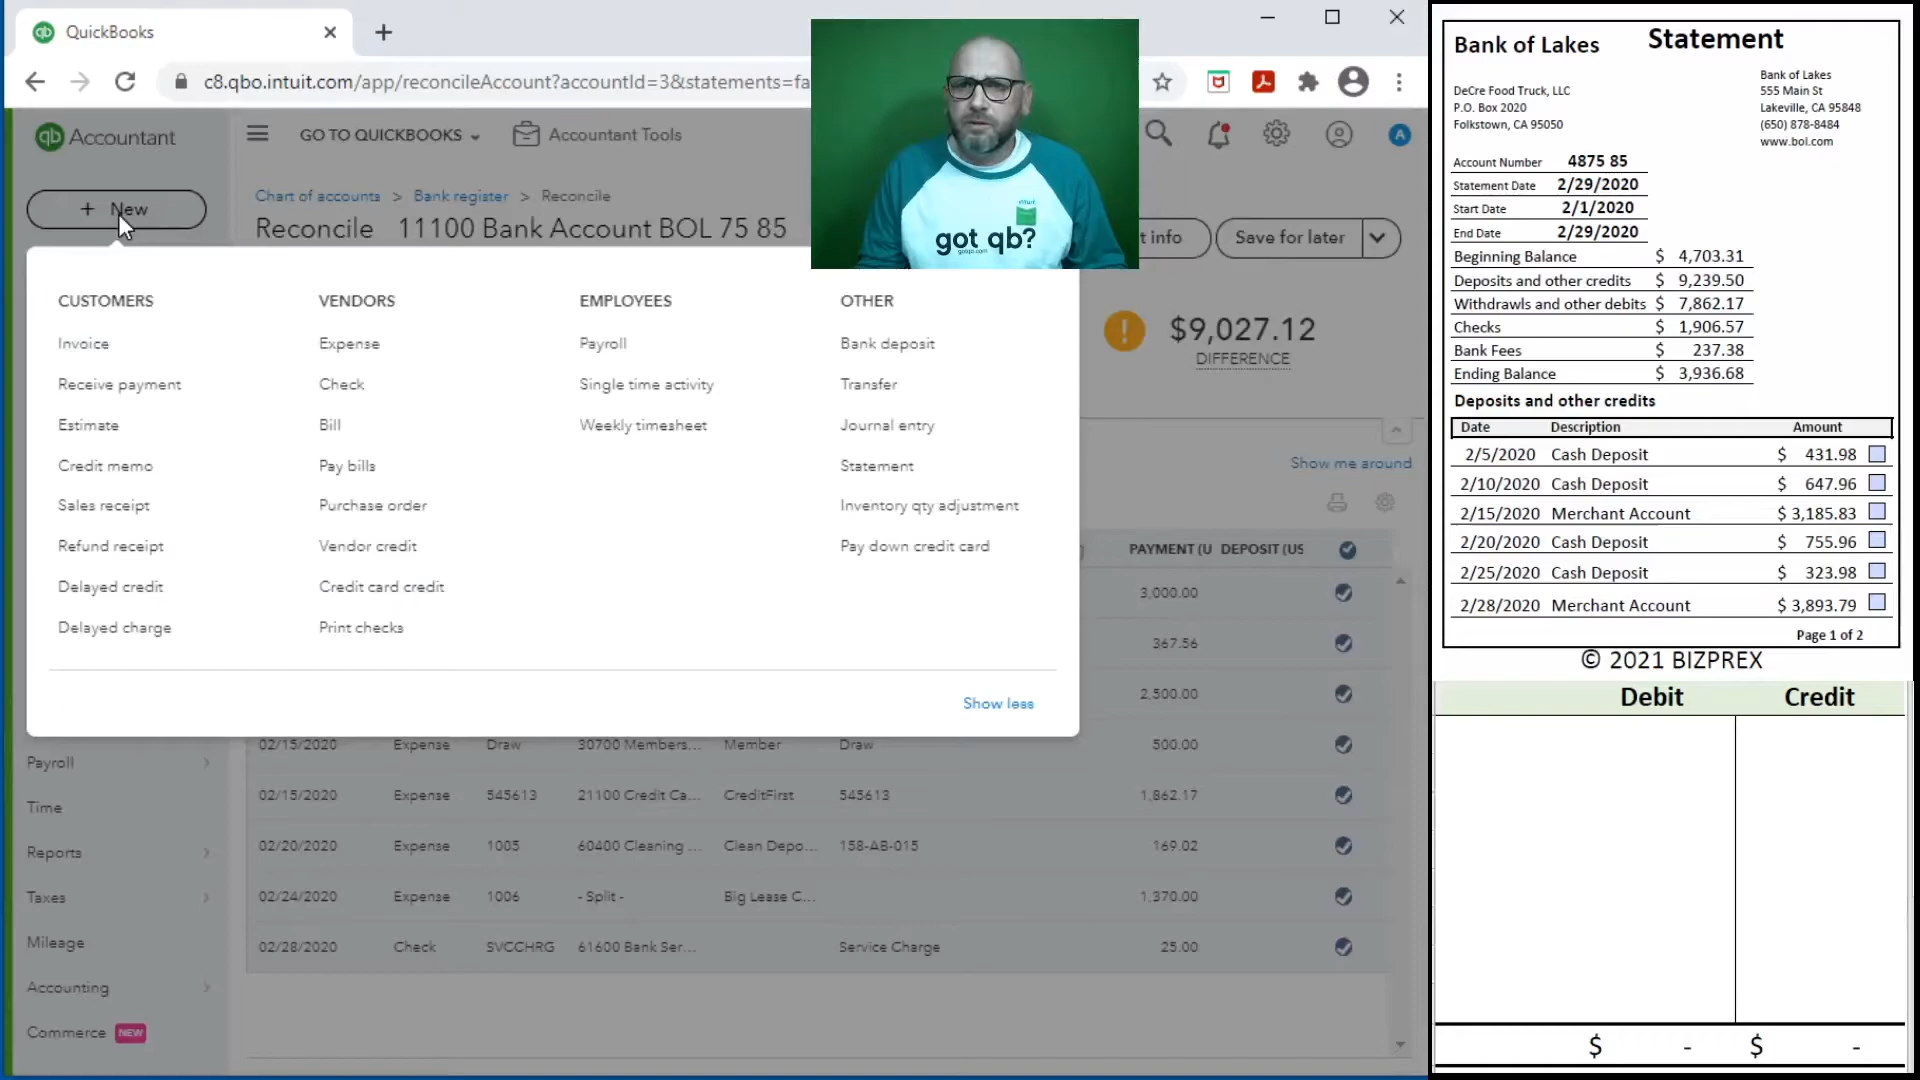 QuickBooks
c8.qbo.intuit.com/app/reconcileAccount?accountId=3&statements=fa
qb Accountant
GO TO QUICKBOOKS
Accountant Tools
A
+ New
Chart of accounts > Bank register > Reconcile
Reconcile 11100 Bank Account BOL 75 85
t info
Save for later
intuit
got qb?
CUSTOMERS
Invoice
Receive payment
Estimate
Credit memo
Sales receipt
Refund receipt
Delayed credit
Delayed charge
VENDORS
Expense
Check
Bill
Pay bills
Purchase order
Vendor credit
Credit card credit
Print checks
EMPLOYEES
Payroll
Single time activity
Weekly timesheet
OTHER
Bank deposit
Transfer
Journal entry
Statement
Inventory qty adjustment
Pay down credit card
Show less
$9,027.12
DIFFERENCE
Show me around
PAYMENT (U DEPOSIT (US
3,000.00
367.56
2,500.00
02/15/2020 Expense Draw 30700 Members... Member Draw 500.00
02/15/2020 Expense 545613 21100 Credit Ca... CreditFirst 545613 1,862.17
02/20/2020 Expense 1005 60400 Cleaning ... Clean Depo... 158-AB-015 169.02
02/24/2020 Expense 1006 - Split - Big Lease C... 1,370.00
02/28/2020 Check SVCCHRG 61600 Bank Ser... Service Charge 25.00
Payroll
Time
Reports
Taxes
Mileage
Accounting
Commerce NEW
Bank of Lakes Statement
DeCre Food Truck, LLC
P.O. Box 2020
Folkstown, CA 95050
Bank of Lakes
555 Main St
Lakeville, CA 95848
(650) 878-8484
www.bol.com
Account Number 4875 85
Statement Date 2/29/2020
Start Date 2/1/2020
End Date 2/29/2020
Beginning Balance $ 4,703.31
Deposits and other credits $ 9,239.50
Withdrawls and other debits $ 7,862.17
Checks $ 1,906.57
Bank Fees $ 237.38
Ending Balance $ 3,936.68
Deposits and other credits
Date Description Amount
2/5/2020 Cash Deposit $ 431.98
2/10/2020 Cash Deposit $ 647.96
2/15/2020 Merchant Account $ 3,185.83
2/20/2020 Cash Deposit $ 755.96
2/25/2020 Cash Deposit $ 323.98
2/28/2020 Merchant Account $ 3,893.79
Page 1 of 2
© 2021 BIZPREX
Debit Credit
$ - $ -